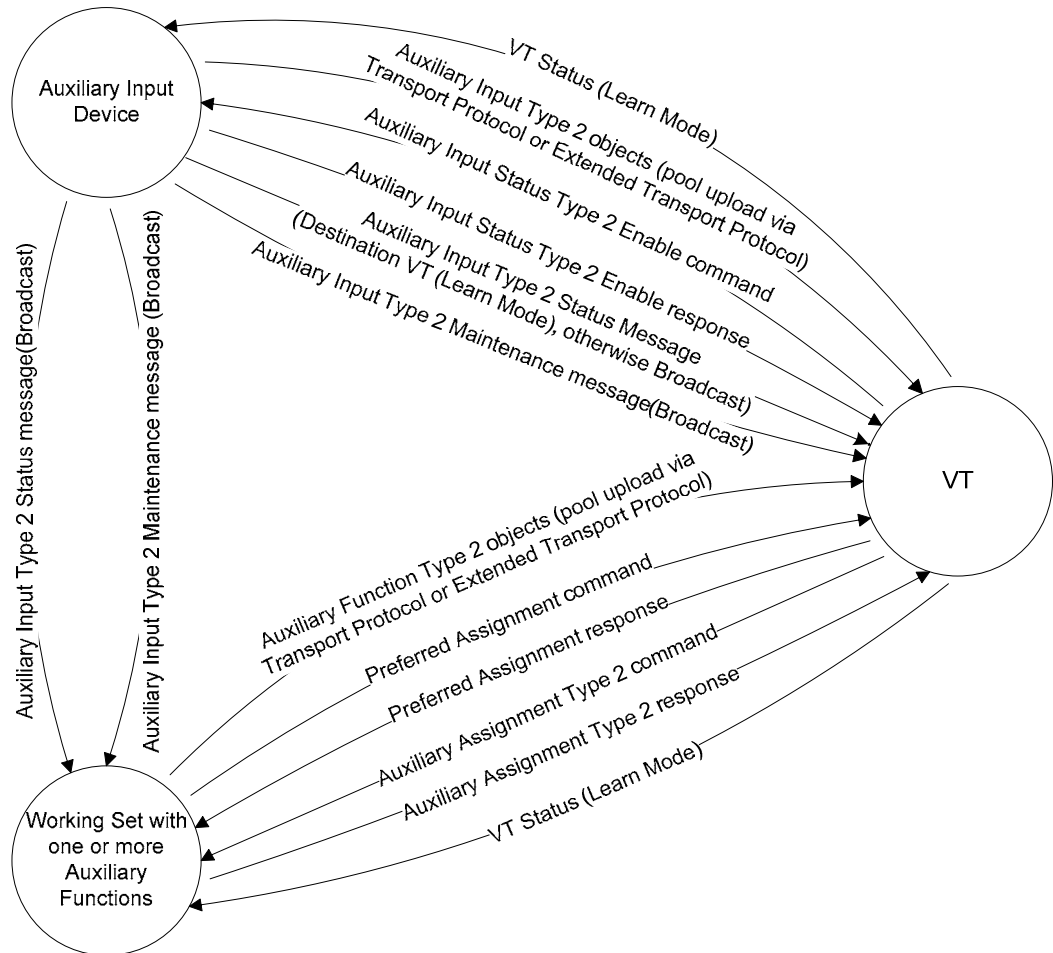 Auxiliary Input
Device
VT Status (Learn Mode)
Auxiliary Input Type 2 objects (pool upload via
Transport Protocol or Extended Transport Protocol)
Auxiliary Input Status Type 2 Enable command
Auxiliary Input Status Type 2 Enable response
Auxiliary Input Type 2 Status Message
(Destination VT (Learn Mode), otherwise Broadcast)
Auxiliary Input Type 2 Maintenance message(Broadcast)
Auxiliary Input Type 2 Status message(Broadcast)
Auxiliary Input Type 2 Maintenance message (Broadcast)
VT
Auxiliary Function Type 2 objects (pool upload via
Transport Protocol or Extended Transport Protocol)
Preferred Assignment command
Preferred Assignment response
Auxiliary Assignment Type 2 command
Auxiliary Assignment Type 2 response
VT Status (Learn Mode)
Working Set with
one or more
Auxiliary
Functions